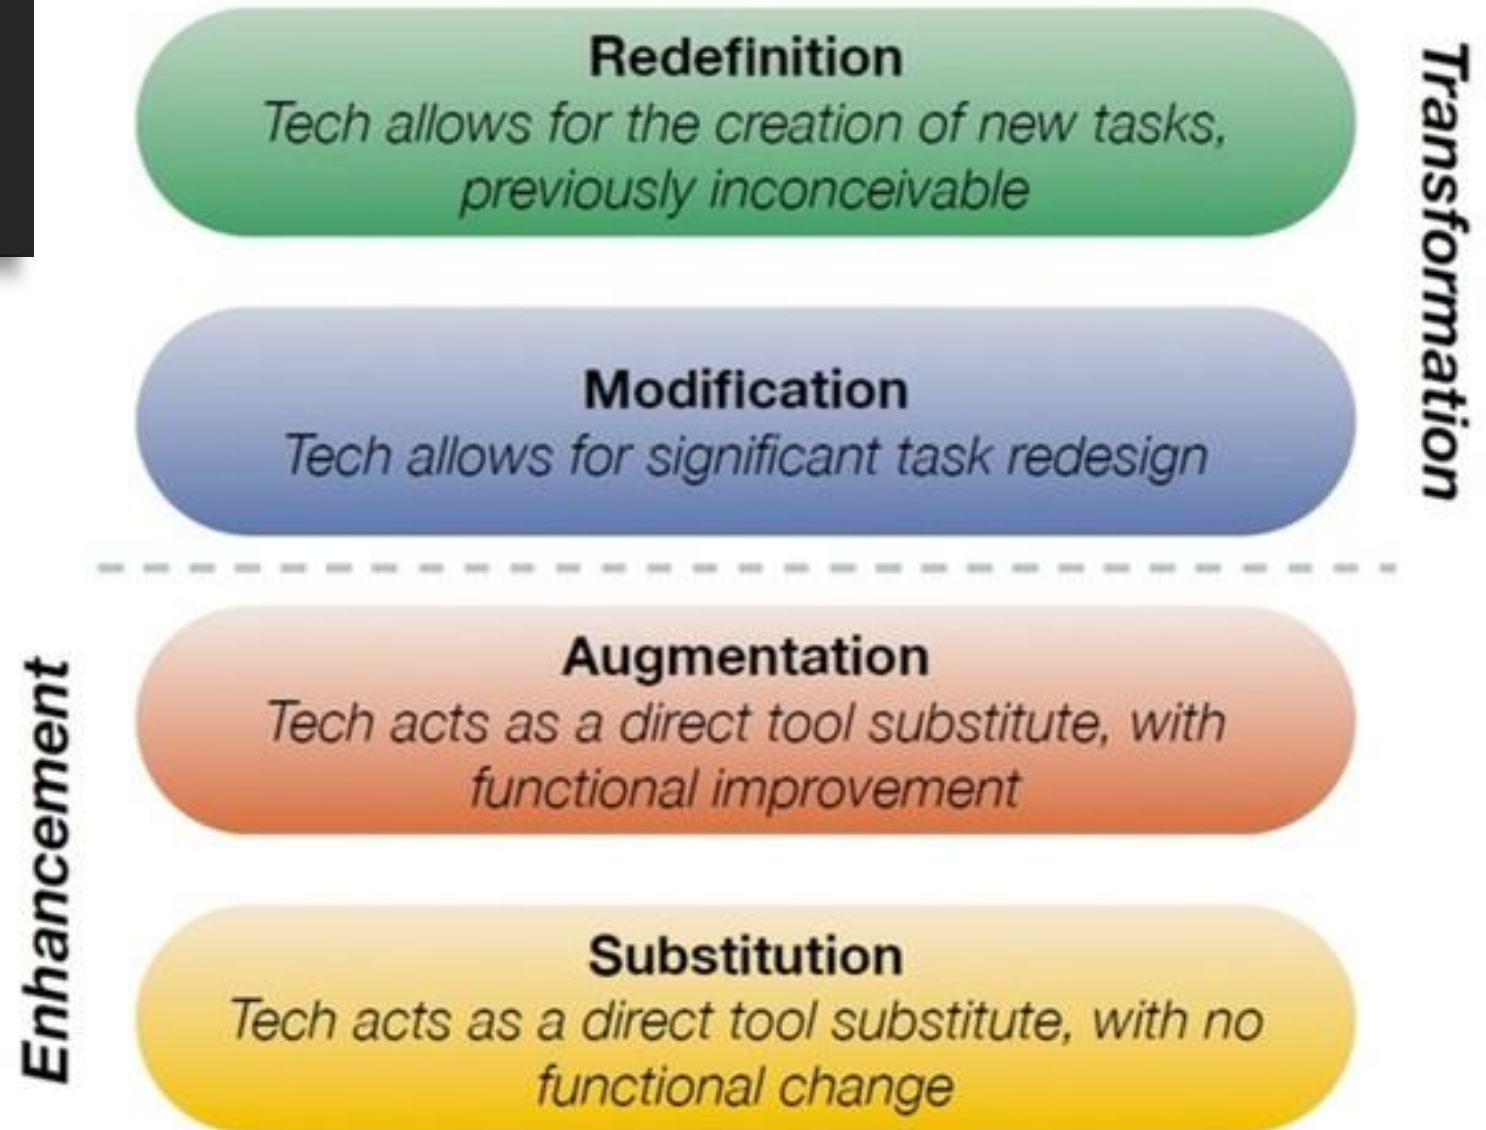 Redefinition
Tech allows for the creation of new tasks,
previously inconceivable
Modification
Tech allows for significant task redesign
Transformation
Augmentation
Tech acts as a direct tool substitute, with
functional improvement
Substitution
Tech acts as a direct tool substitute, with no
functional change
Enhancement